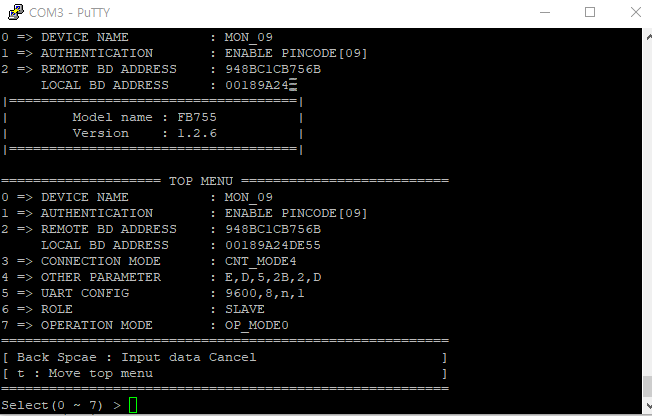 COM3 - PuTTY
0 => DEVICE NAME : MON_09
1 => AUTHENTICATION : ENABLE PINCODE[09]
2 => REMOTE BD ADDRESS : 948BC1CB756B
LOCAL BD ADDRESS : 00189A24
|===================================|
| Model name : FB755 |
| Version : 1.2.6 |
|===================================|
==================== TOP MENU ==========================
0 => DEVICE NAME : MON_09
1 => AUTHENTICATION : ENABLE PINCODE[09]
2 => REMOTE BD ADDRESS : 948BC1CB756B
LOCAL BD ADDRESS : 00189A24DE55
3 => CONNECTION MODE : CNT_MODE4
4 => OTHER PARAMETER : E,D,5,2B,2,D
5 => UART CONFIG : 9600,8,n,1
6 => ROLE : SLAVE
7 => OPERATION MODE : OP_MODE0
========================================================
[ Back Spcae : Input data Cancel ]
[ t : Move top menu ]
========================================================
Select(0 ~ 7) >